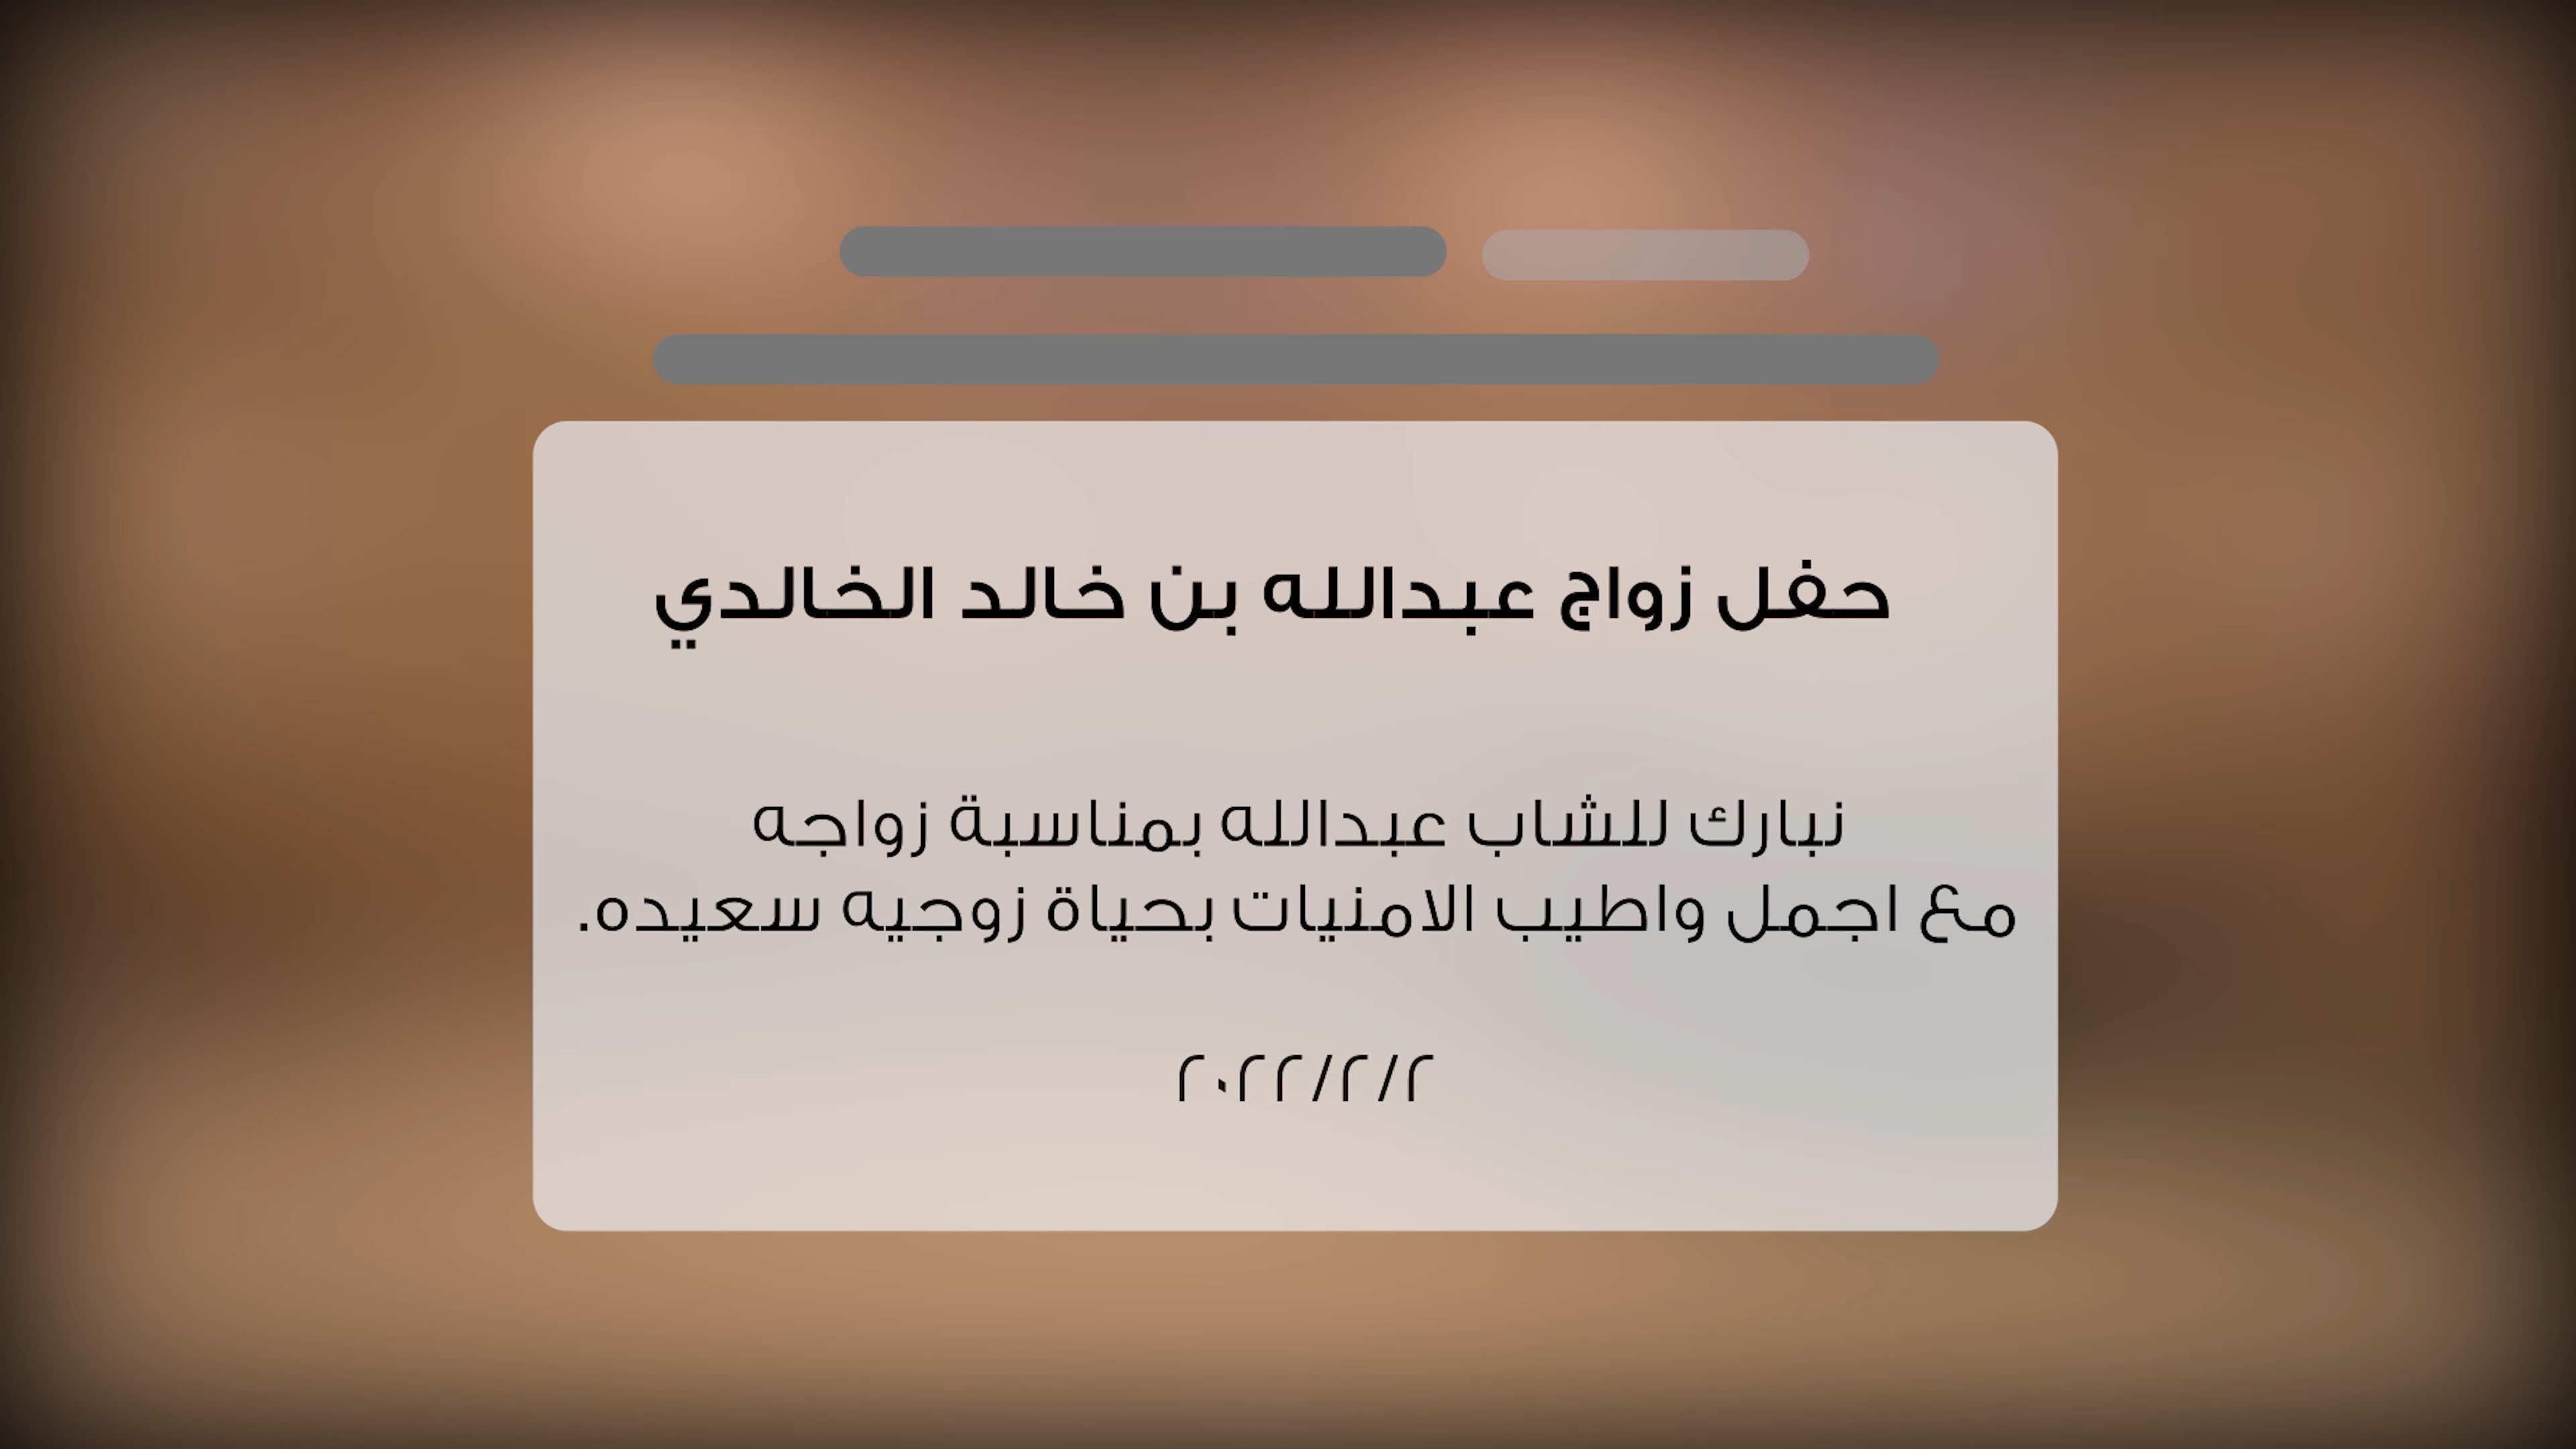 حفل زواج عبدالله بن خالد الخالدي
نبارك للشاب عبدالله بمناسبة زواجه
مع اجمل واطيب الامنيات بحياة زوجيه سعيده.
٢٠٢٢/٢/٢